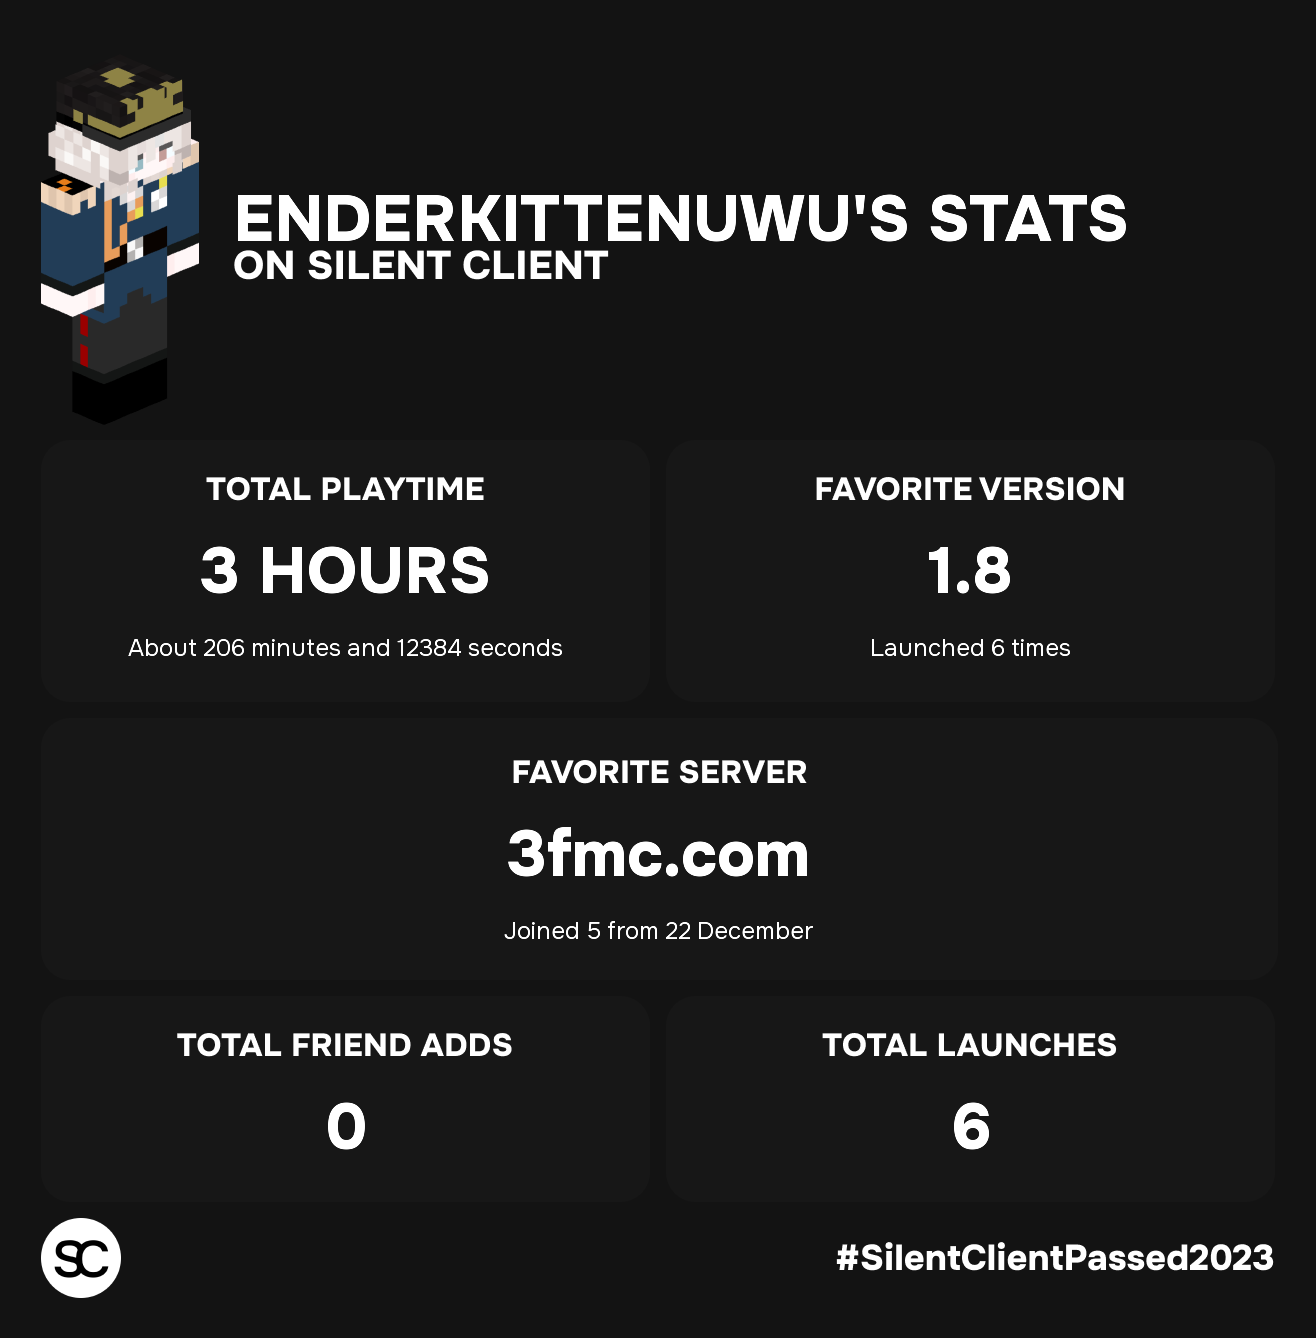 ENDERKITTENUWU'S STATS
ON SILENT CLIENT
TOTAL PLAYTIME
3 HOURS
About 206 minutes and 12384 seconds
FAVORITE VERSION
1.8
Launched 6 times
FAVORITE SERVER
3fmc.com
Joined 5 from 22 December
TOTAL FRIEND ADDS
0
TOTAL LAUNCHES
6
SC
#SilentClientPassed2023